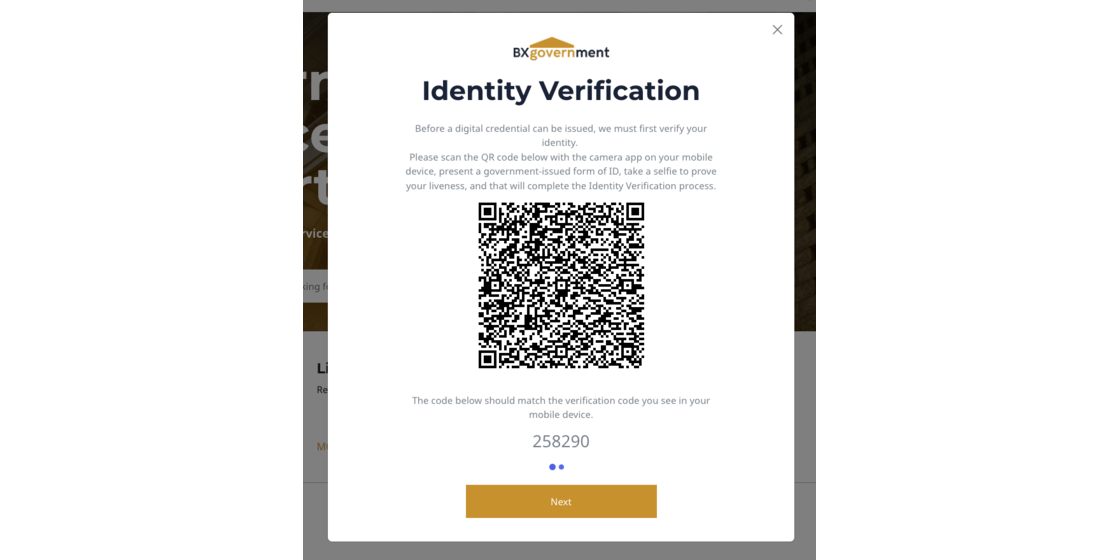 BXgovernment
Identity Verification
Before a digital credential can be issued, we must first verify your
identity.
Please scan the QR code below with the camera app on your mobile
device, present a government-issued form of ID, take a selfie to prove
your liveness, and that will complete the Identity Verification process.
The code below should match the verification code you see in your
mobile device.
258290
Next